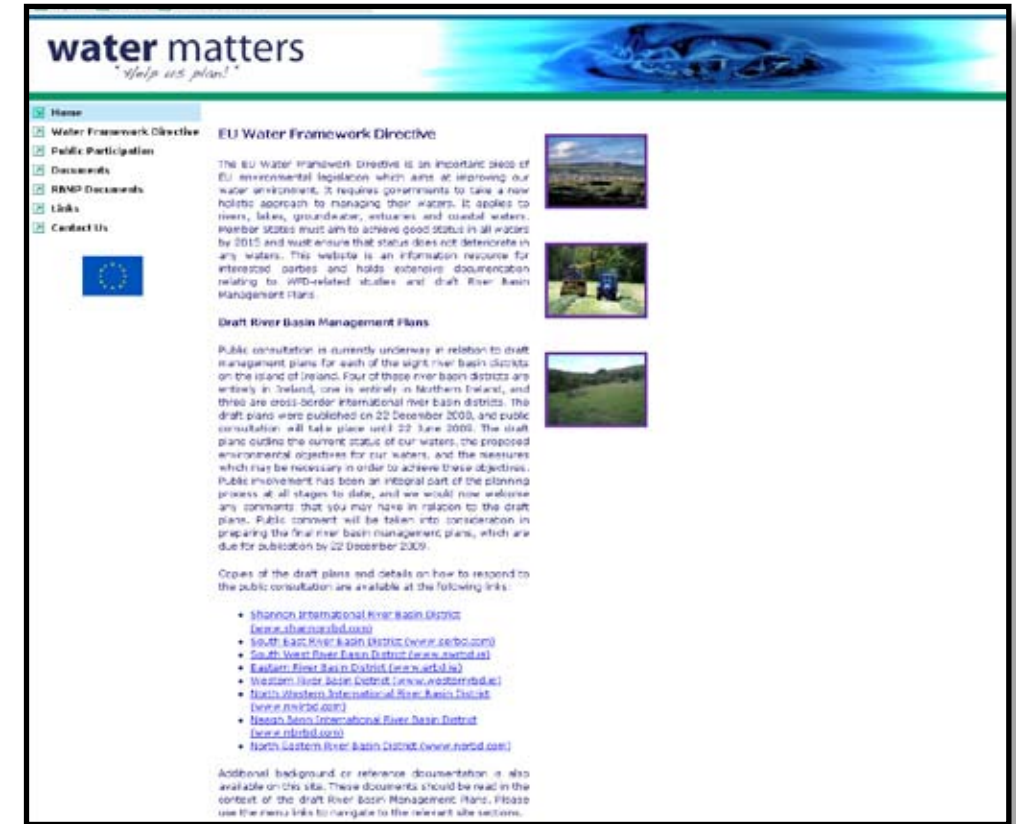 water matters
"Help us plan!"
Home
Water Framework Directive
Public Participation
Documents
RBMP Documents
Links
Contact Us
EU Water Framework Directive
The EU Water Framework Directive is an important piece of
EU environmental legislation which aims at improving our
water environment. It requires governments to take a new
holistic approach to managing their waters. It applies to
rivers, lakes, groundwater, estuaries and coastal waters.
Member States must aim to achieve good status in all waters
by 2015 and must ensure that status does not deteriorate in
any waters. This website is an information resource for
interested parties and holds extensive documentation
relating to WFD-related studies and draft River Basin
Management Plans.
Draft River Basin Management Plans
Public consultation is currently underway in relation to draft
management plans for each of the eight river basin districts
on the island of Ireland. Four of these river basin districts are
entirely in Ireland, one is entirely in Northern Ireland, and
three are cross-border international river basin districts. The
draft plans were published on 22 December 2008, and public
consultation will take place until 22 June 2009. The draft
plans outline the current status of our waters, the proposed
environmental objectives for our waters, and the measures
which may be necessary in order to achieve these objectives.
Public involvement has been an integral part of the planning
process at all stages to date, and we would now welcome
any comments that you may have in relation to the draft
plans. Public comment will be taken into consideration in
preparing the final river basin management plans, which are
due for publication by 22 December 2009.
Copies of the draft plans and details on how to respond to
the public consultation are available at the following links:
Shannon International River Basin District
(www.shannonrbd.com)
South East River Basin District (www.serbd.com)
South West River Basin District (www.swrbd.ie)
Eastern River Basin District (www.erbd.ie)
Western River Basin District (www.westernrbd.ie)
North Western International River Basin District
(www.nwirbd.com)
Neagh Bann International River Basin District
(www.nbirbd.com)
North Eastern River Basin District (www.nerbd.com)
Additional background or reference documentation is also
available on this site. These documents should be read in the
context of the draft River Basin Management Plans. Please
use the menu links to navigate to the relevant site sections.